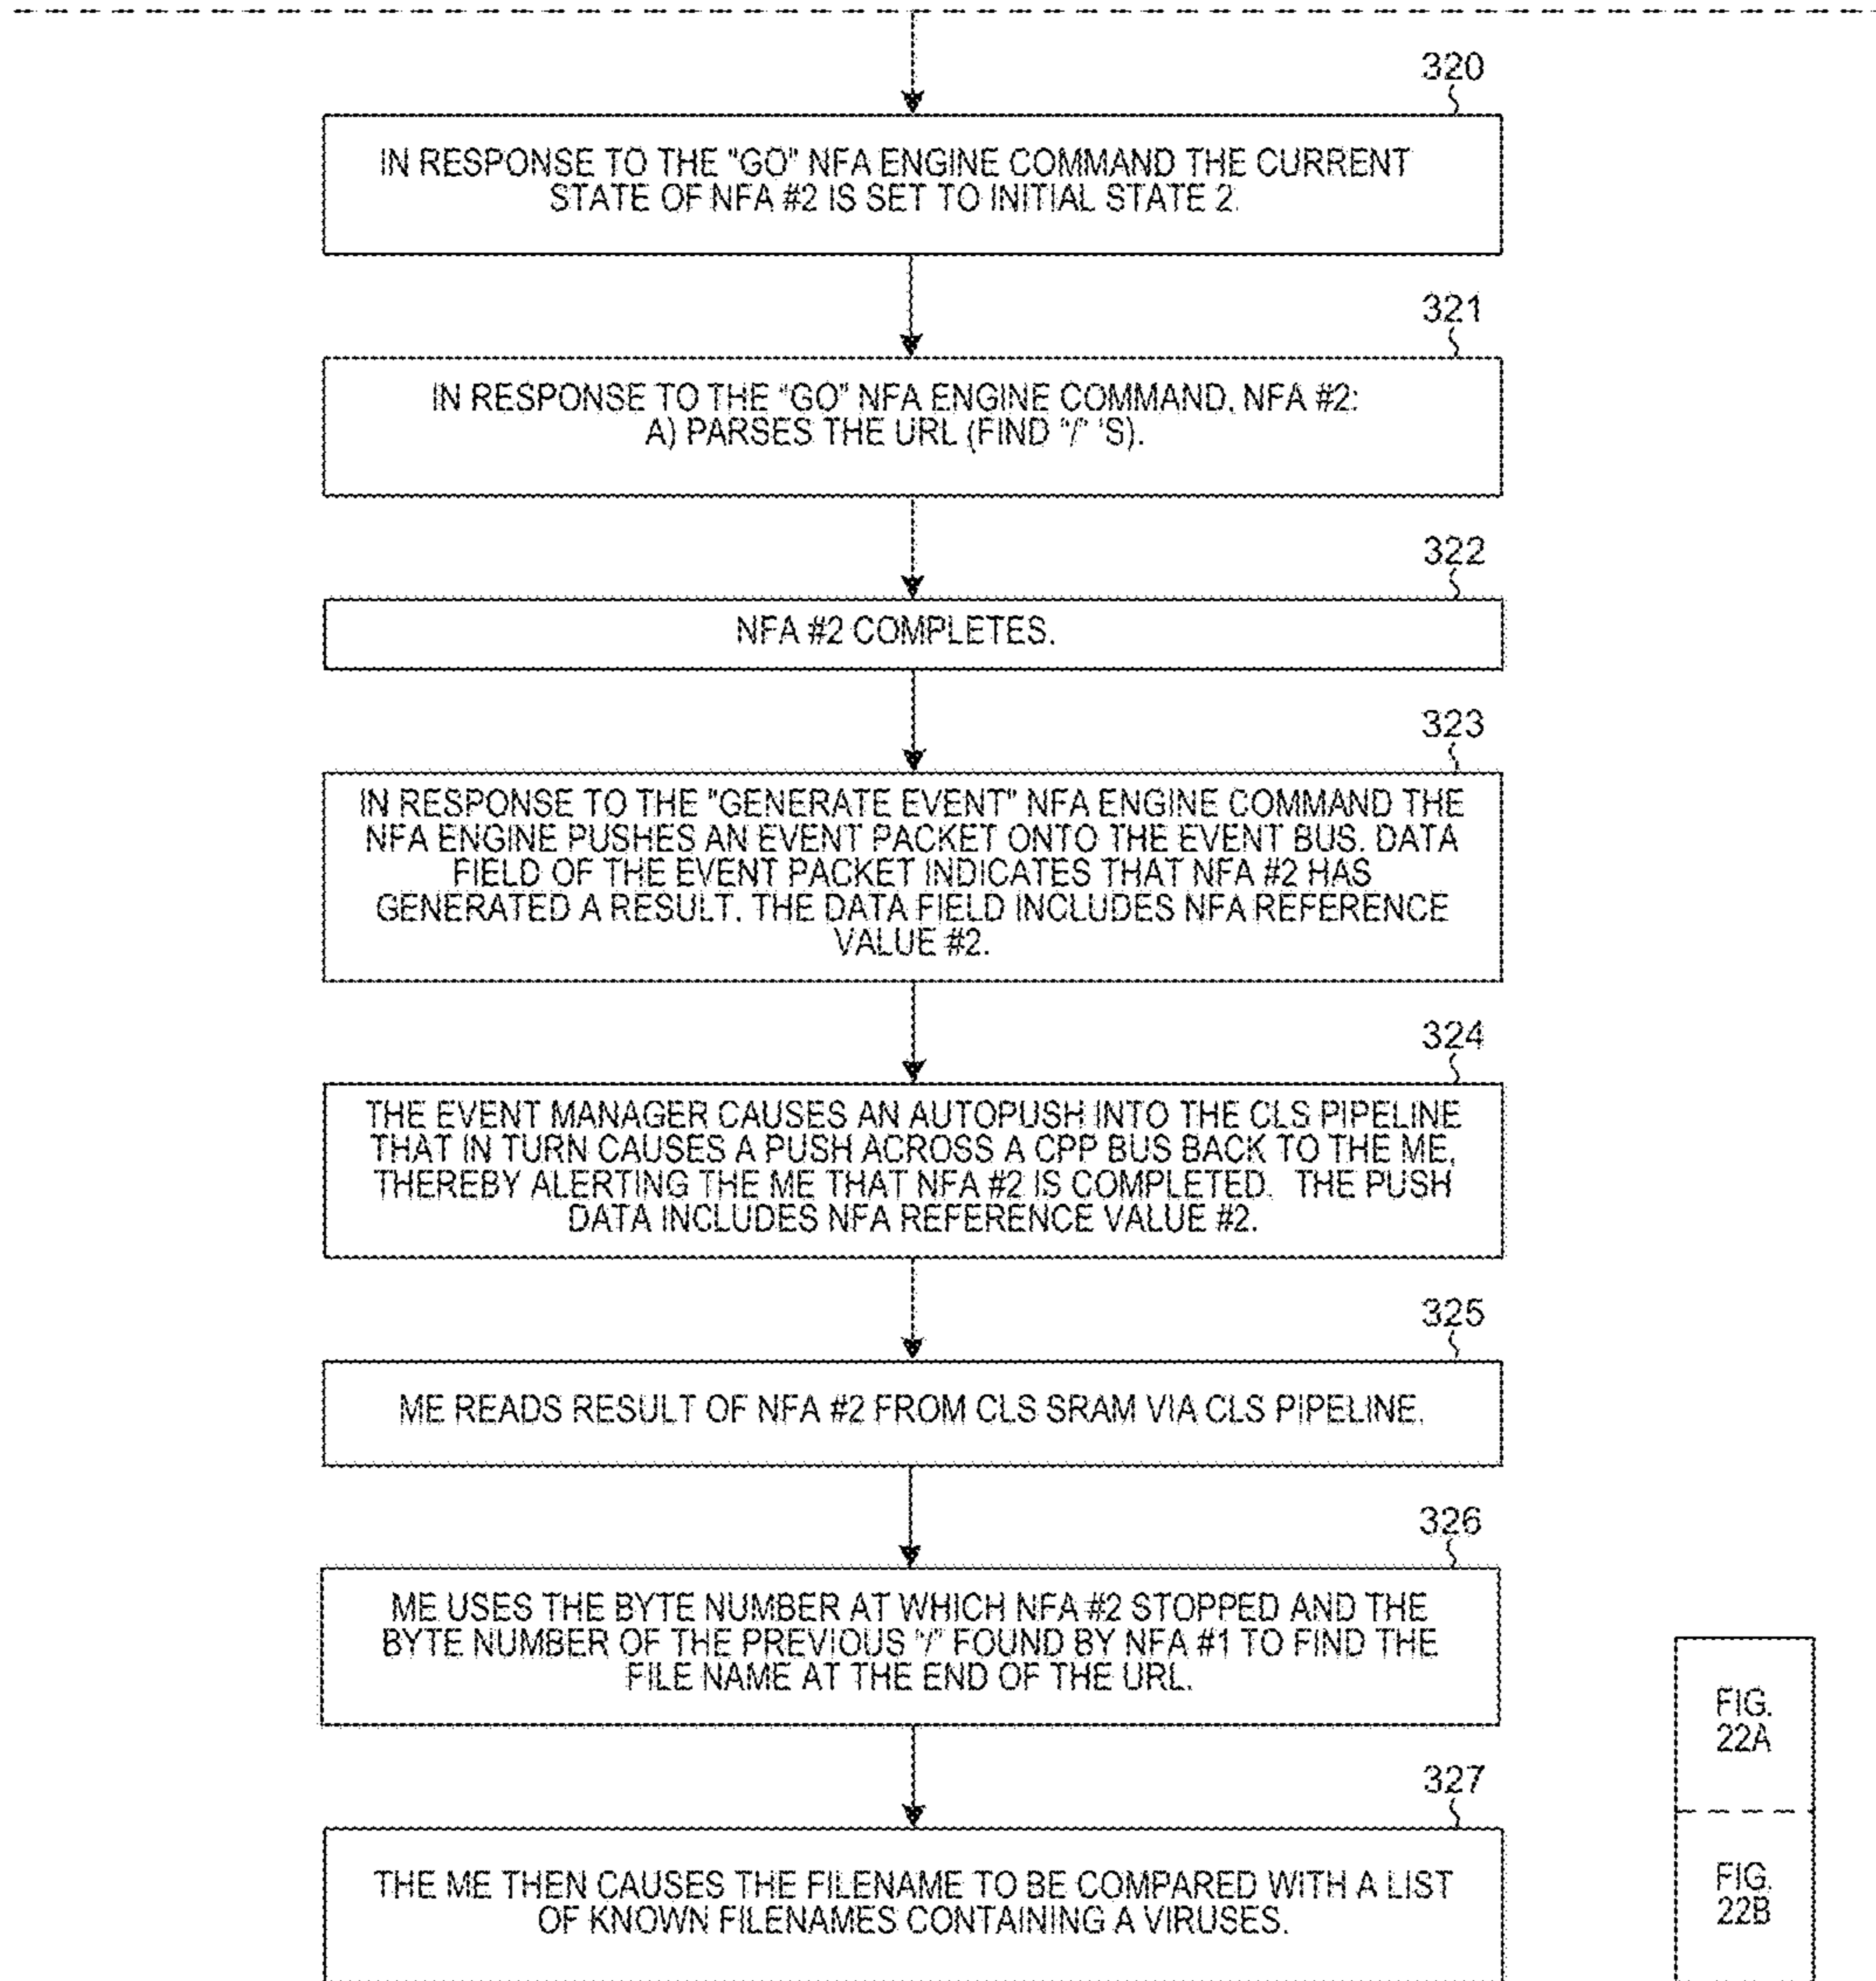 320
IN RESPONSE TO THE "GO" NFA ENGINE COMMAND THE CURRENT
STATE OF NFA #2 IS SET TO INITIAL STATE 2.
321
IN RESPONSE TO THE "GO" NFA ENGINE COMMAND, NFA #2:
A) PARSES THE URL (FIND "/" 'S).
322
NFA #2 COMPLETES.
323
IN RESPONSE TO THE "GENERATE EVENT" NFA ENGINE COMMAND THE
NFA ENGINE PUSHES AN EVENT PACKET ONTO THE EVENT BUS. DATA
FIELD OF THE EVENT PACKET INDICATES THAT NFA #2 HAS
GENERATED A RESULT. THE DATA FIELD INCLUDES NFA REFERENCE
VALUE #2.
324
THE EVENT MANAGER CAUSES AN AUTOPUSH INTO THE CLS PIPELINE
THAT IN TURN CAUSES A PUSH ACROSS A CPP BUS BACK TO THE ME,
THEREBY ALERTING THE ME THAT NFA #2 IS COMPLETED. THE PUSH
DATA INCLUDES NFA REFERENCE VALUE #2.
325
ME READS RESULT OF NFA #2 FROM CLS SRAM VIA CLS PIPELINE.
326
ME USES THE BYTE NUMBER AT WHICH NFA #2 STOPPED AND THE
BYTE NUMBER OF THE PREVIOUS "/" FOUND BY NFA #1 TO FIND THE
FILE NAME AT THE END OF THE URL.
327
THE ME THEN CAUSES THE FILENAME TO BE COMPARED WITH A LIST
OF KNOWN FILENAMES CONTAINING A VIRUSES.
FIG.
22A
FIG.
22B